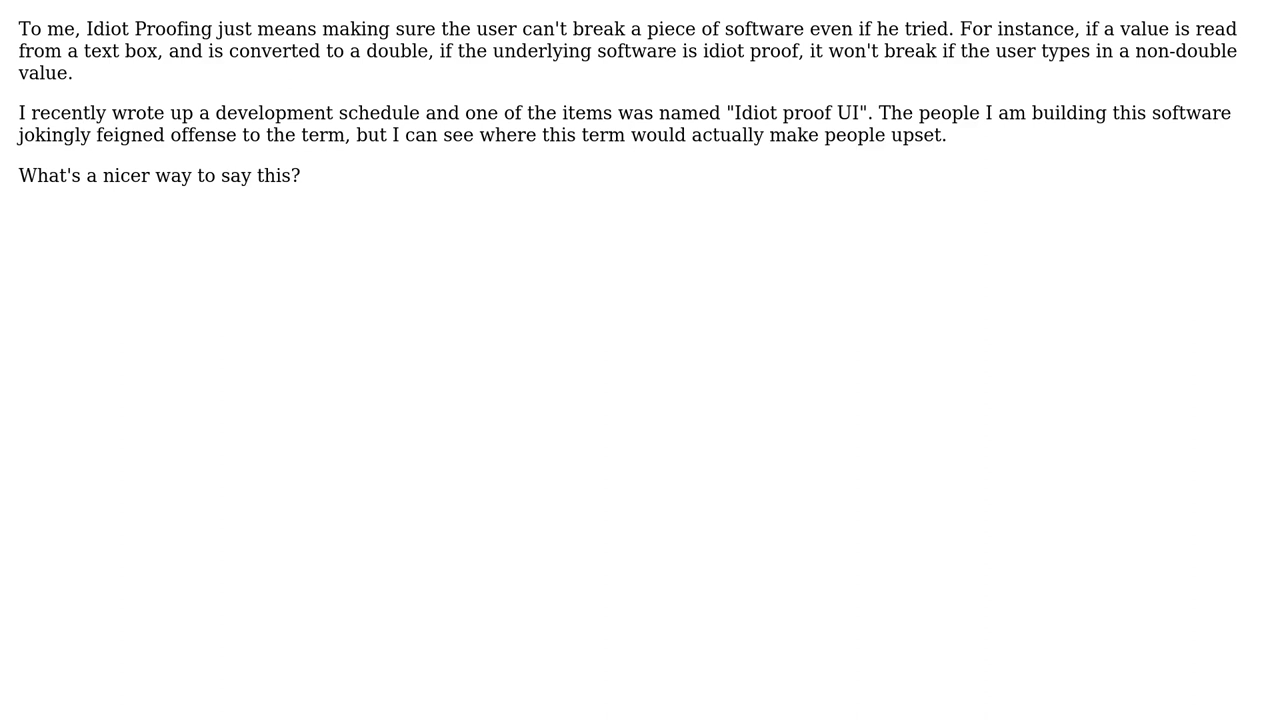 To me, Idiot Proofing just means making sure the user can't break a piece of software even if he tried. For instance, if a value is read
from a text box, and is converted to a double, if the underlying software is idiot proof, it won't break if the user types in a non-double
value.
I recently wrote up a development schedule and one of the items was named "Idiot proof UI". The people I am building this software
jokingly feigned offense to the term, but I can see where this term would actually make people upset.
What's a nicer way to say this?